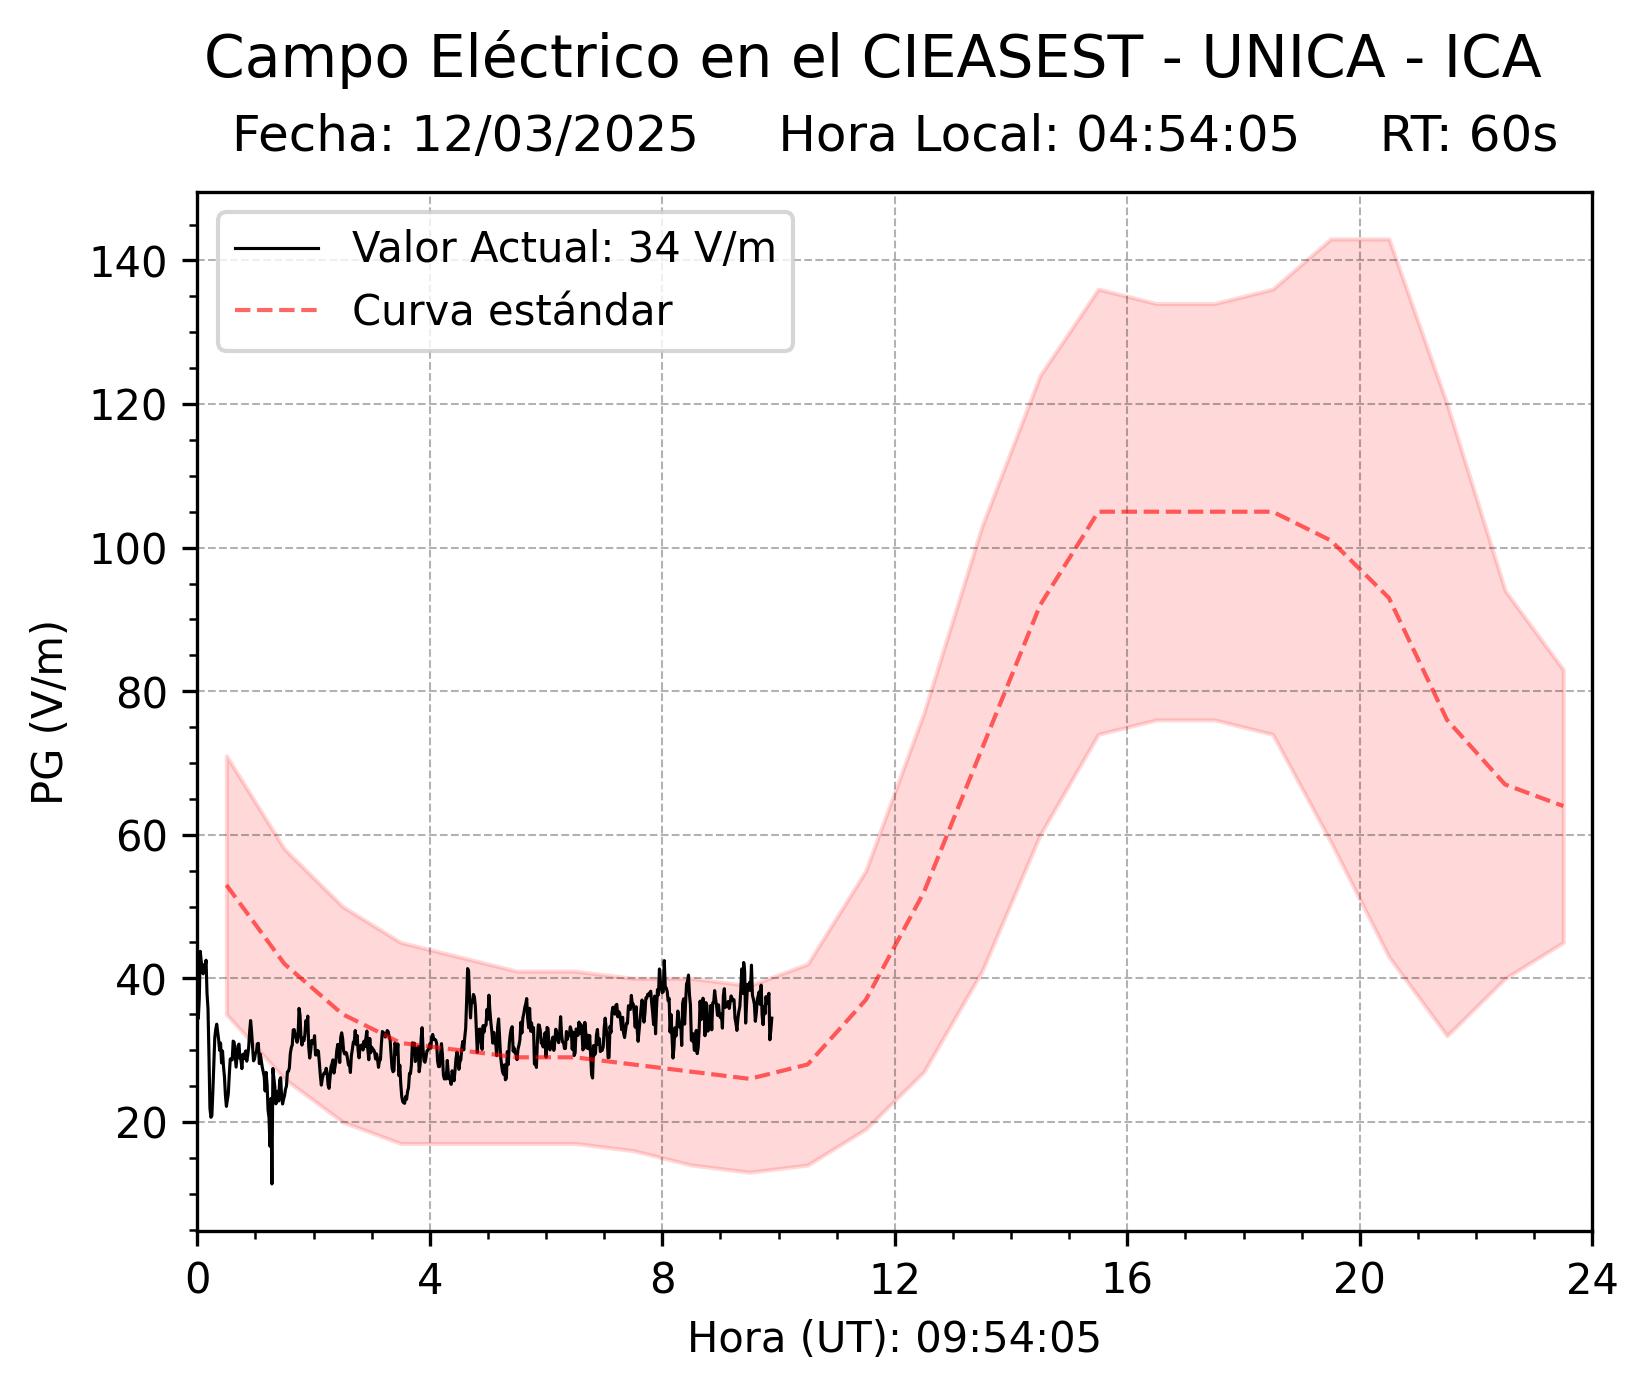 Campo Eléctrico en el CIEASEST - UNICA - ICA
Fecha: 12/03/2025 Hora Local: 04:54:05 RT: 60s
Valor Actual: 34 V/m
Curva estándar
PG (V/m)
140
120
100
80
60
40
20
0 4 8 12 16 20 24
Hora (UT): 09:54:05